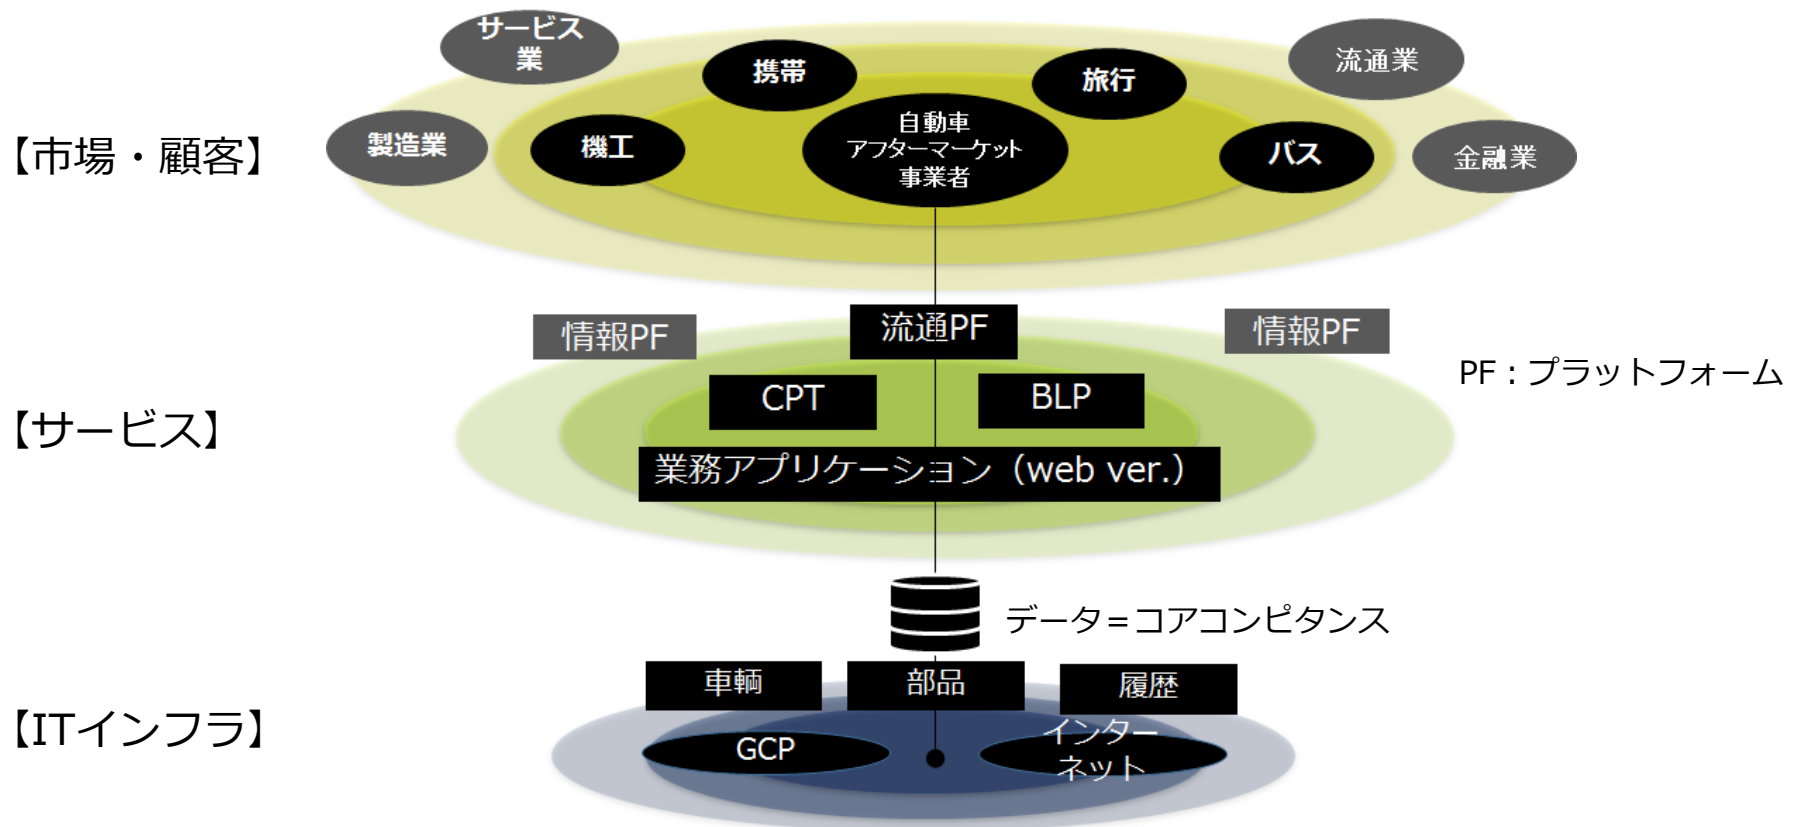 サービス
業
携帯
旅行
流通業
【市場・顧客】
製造業
機工
自動車
アフターマーケット
事業者
バス
金融業
情報PF
流通PF
情報PF
PF：プラットフォーム
CPT
BLP
【サービス】
業務アプリケーション（web ver.）
データ＝コアコンピタンス
車輌
部品
履歴
【ITインフラ】
GCP
インター
ネット